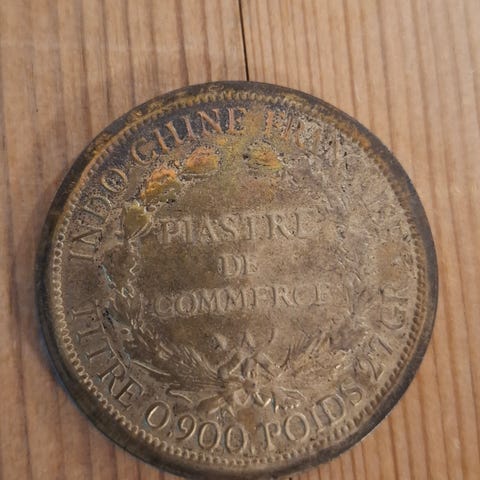 INDO-CHINE FRANÇAISE
PIASTRE
DE
COMMERCE
TITRE 0,900. POIDS 27 GR.